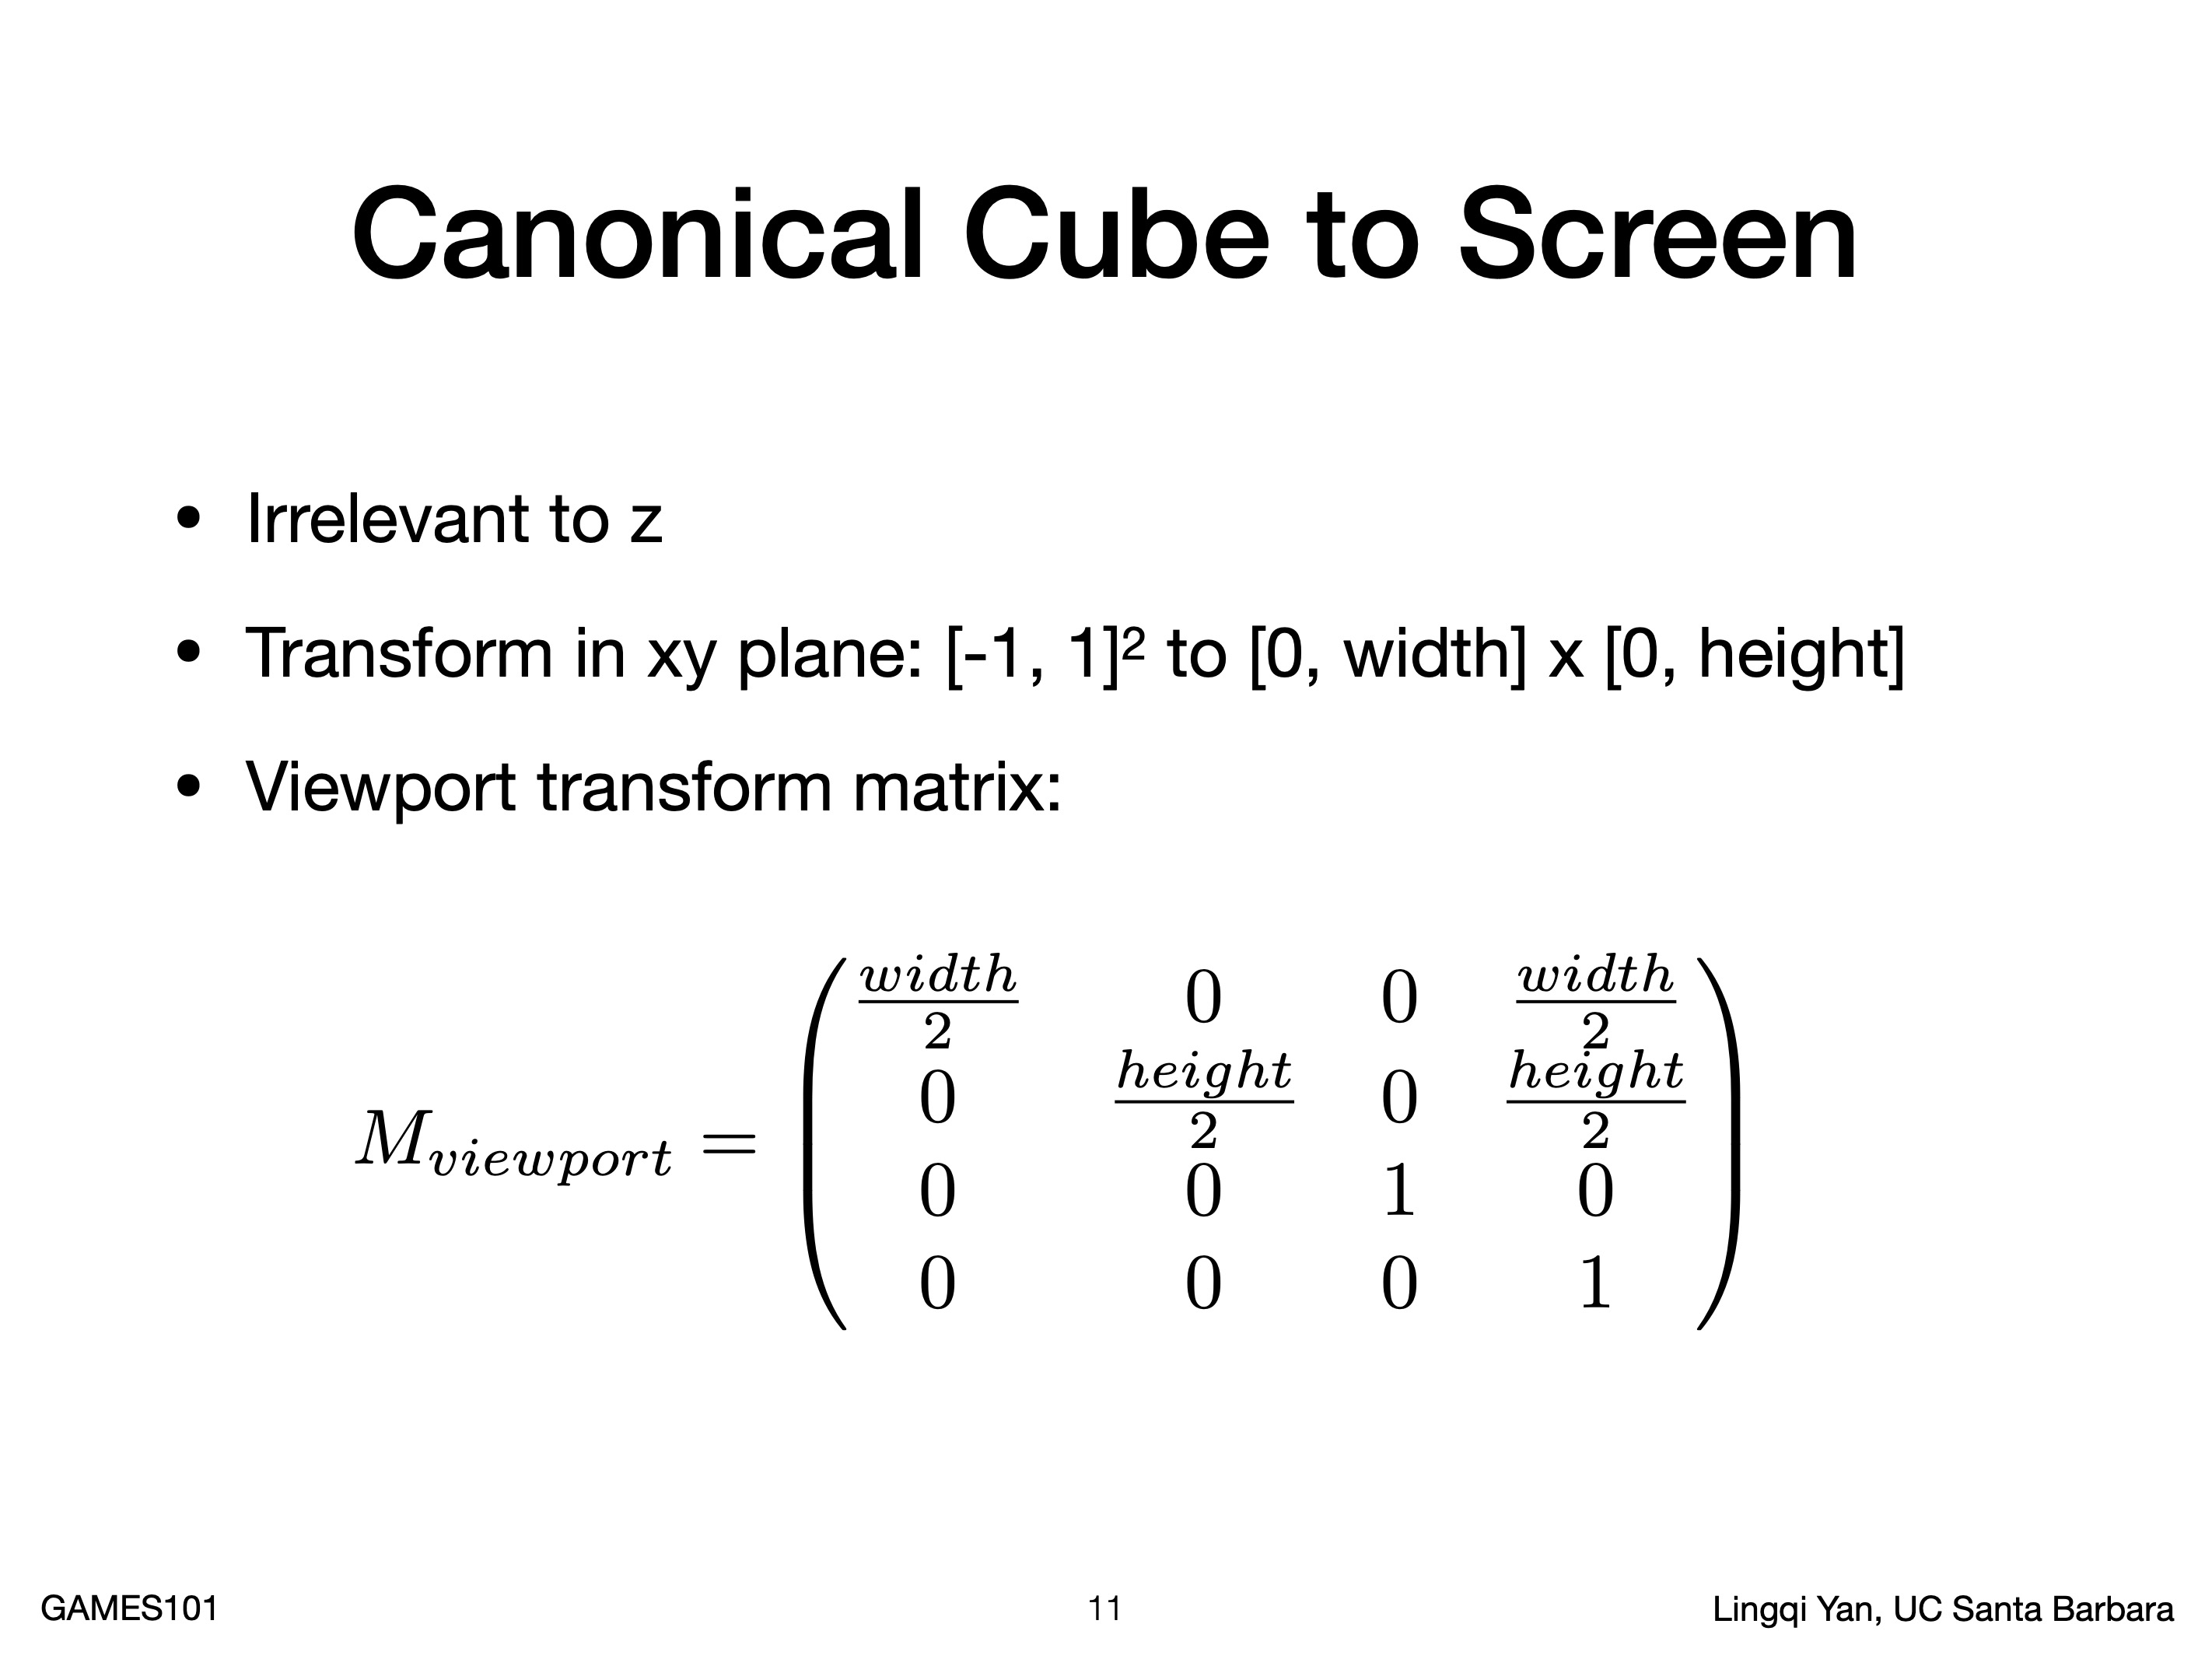 Canonical Cube to Screen
• Irrelevant to z
• Transform in xy plane: [-1, 1]² to [0, width] x [0, height]
• Viewport transform matrix:
$M_{viewport} = \begin{pmatrix} \frac{width}{2} & 0 & 0 & \frac{width}{2} \\ 0 & \frac{height}{2} & 0 & \frac{height}{2} \\ 0 & 0 & 1 & 0 \\ 0 & 0 & 0 & 1 \end{pmatrix}$
GAMES101
11
Lingqi Yan, UC Santa Barbara